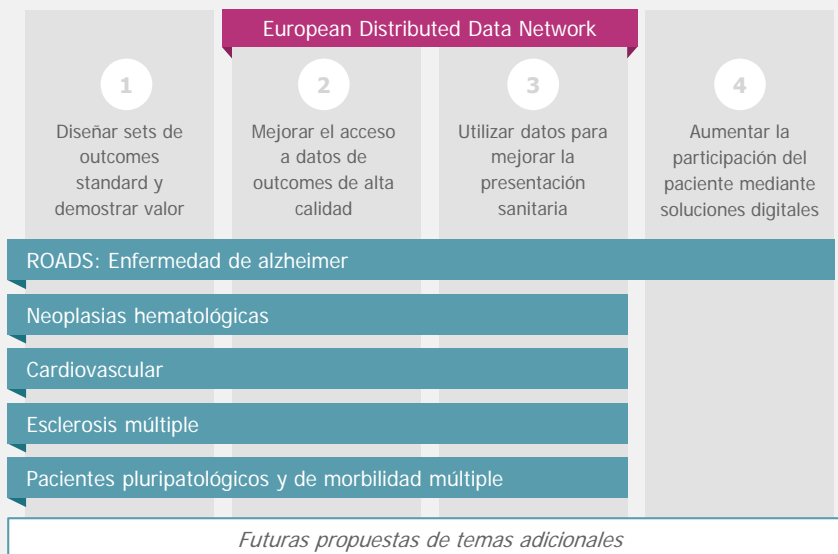 European Distributed Data Network
1
Diseñar sets de
outcomes
standard y
demostrar valor
2
Mejorar el acceso
a datos de
outcomes de alta
calidad
3
Utilizar datos para
mejorar la
presentación
sanitaria
4
Aumentar la
participación del
paciente mediante
soluciones digitales
ROADS: Enfermedad de alzheimer
Neoplasias hematológicas
Cardiovascular
Esclerosis múltiple
Pacientes pluripatológicos y de morbilidad múltiple
Futuras propuestas de temas adicionales